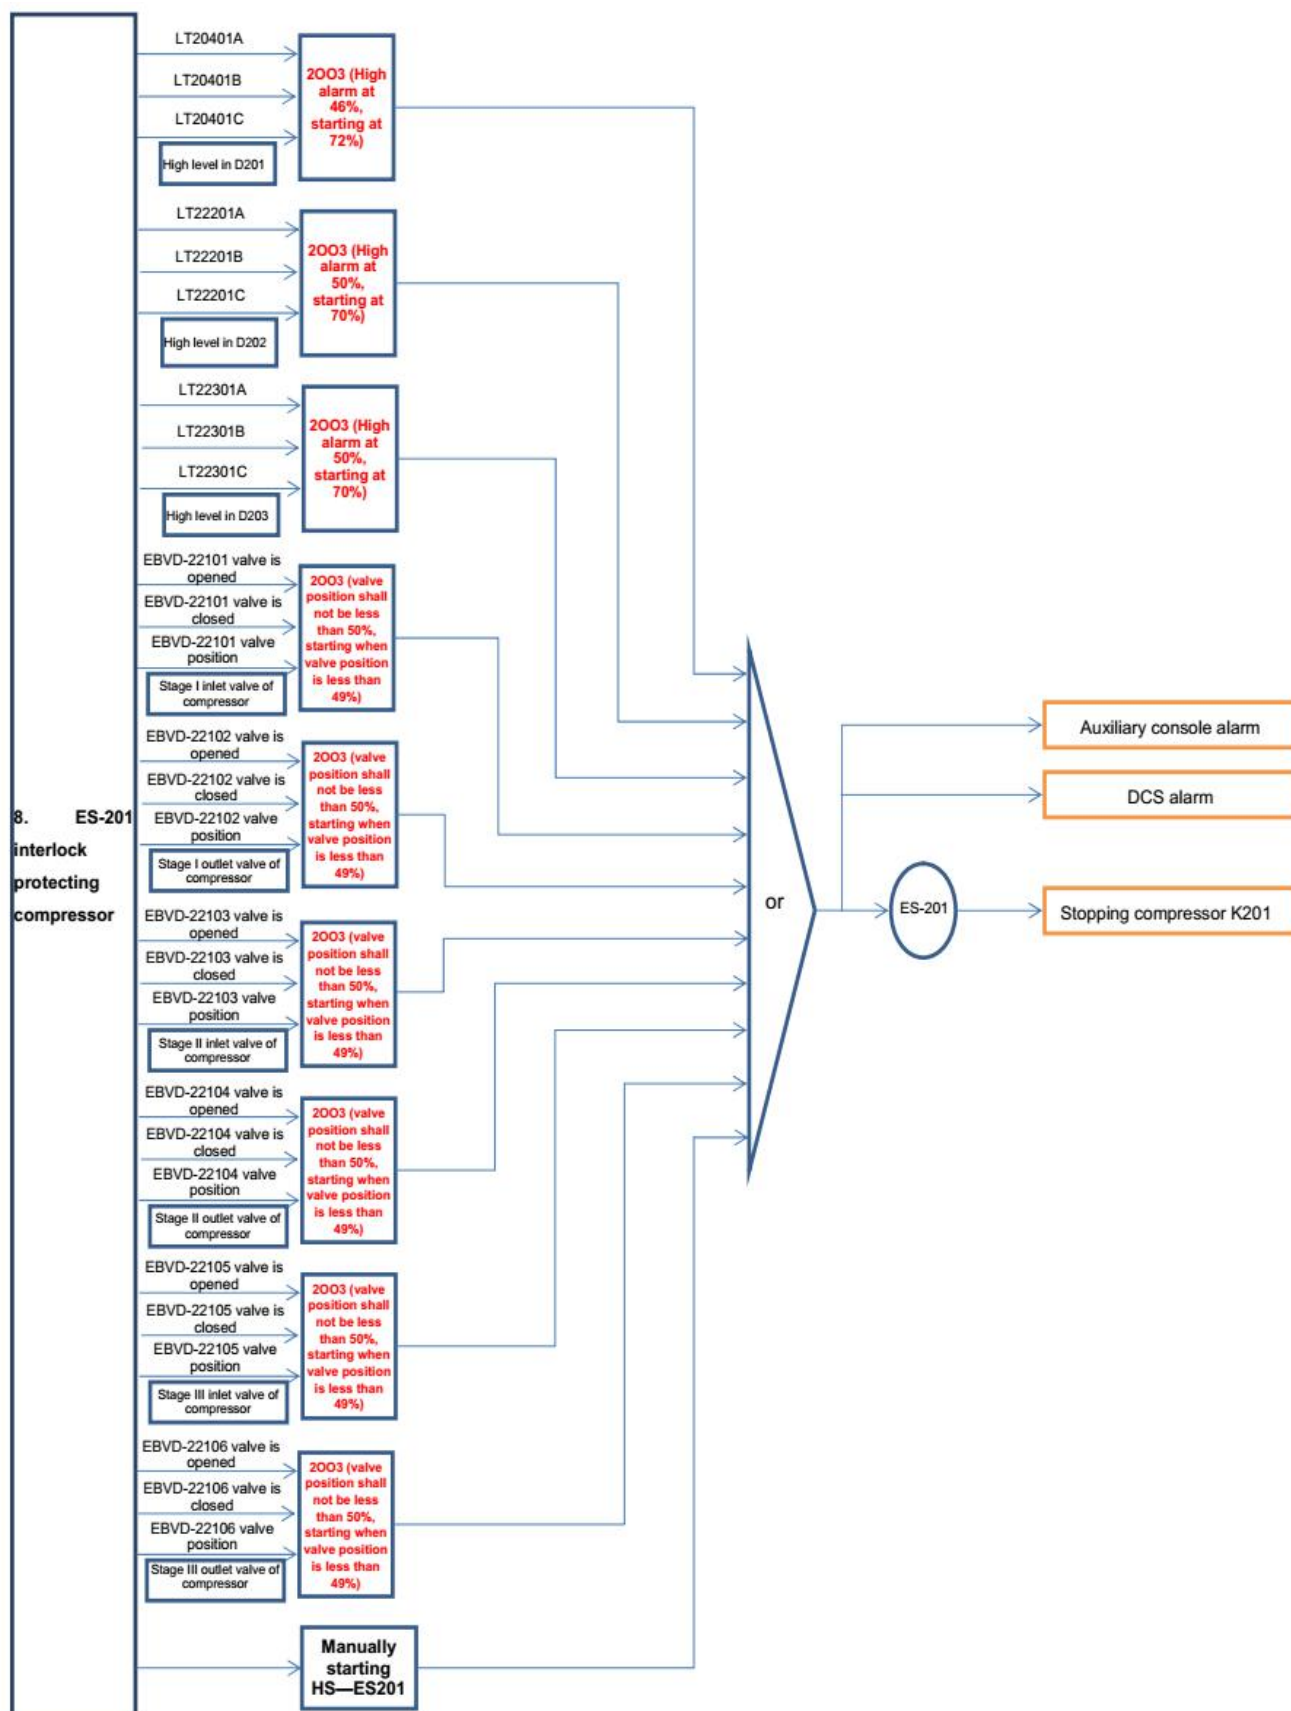 LT20401A
LT20401B
LT20401C
High level in D201
2OO3 (High
alarm at
46%,
starting at
72%)
LT22201A
LT22201B
LT22201C
High level in D202
2OO3 (High
alarm at
50%,
starting at
70%)
LT22301A
LT22301B
LT22301C
High level in D203
2OO3 (High
alarm at
50%,
starting at
70%)
EBVD-22101 valve is
opened
EBVD-22101 valve is
closed
EBVD-22101 valve
position
Stage I inlet valve of
compressor
2OO3 (valve
position shall
not be less
than 50%,
starting when
valve position
is less than
49%)
EBVD-22102 valve is
opened
EBVD-22102 valve is
closed
EBVD-22102 valve
position
Stage I outlet valve of
compressor
2OO3 (valve
position shall
not be less
than 50%,
starting when
valve position
is less than
49%)
8. ES-201
interlock
protecting
compressor
EBVD-22103 valve is
opened
EBVD-22103 valve is
closed
EBVD-22103 valve
position
Stage II inlet valve of
compressor
2OO3 (valve
position shall
not be less
than 50%,
starting when
valve position
is less than
49%)
EBVD-22104 valve is
opened
EBVD-22104 valve is
closed
EBVD-22104 valve
position
Stage II outlet valve of
compressor
2OO3 (valve
position shall
not be less
than 50%,
starting when
valve position
is less than
49%)
EBVD-22105 valve is
opened
EBVD-22105 valve is
closed
EBVD-22105 valve
position
Stage III inlet valve of
compressor
2OO3 (valve
position shall
not be less
than 50%,
starting when
valve position
is less than
49%)
EBVD-22106 valve is
opened
EBVD-22106 valve is
closed
EBVD-22106 valve
position
Stage III outlet valve of
compressor
2OO3 (valve
position shall
not be less
than 50%,
starting when
valve position
is less than
49%)
Manually
starting
HS—ES201
or
ES-201
Auxiliary console alarm
DCS alarm
Stopping compressor K201